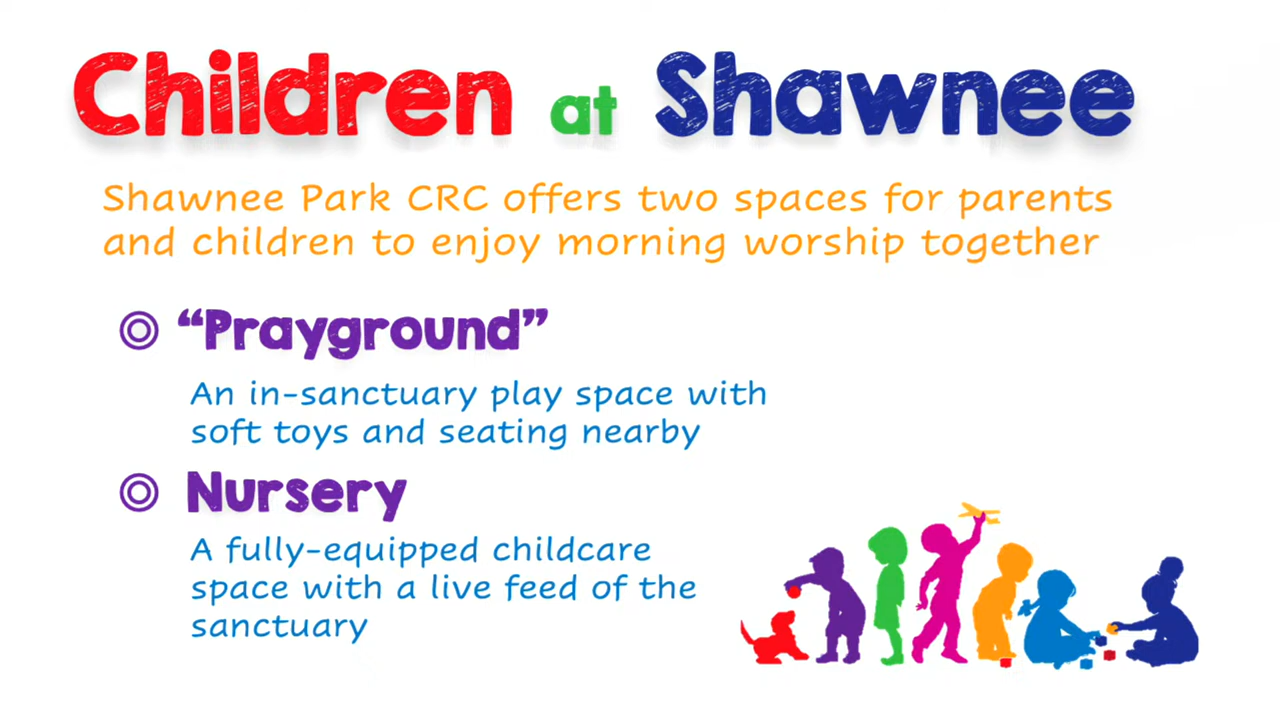 Children at Shawnee
Shawnee Park CRC offers two spaces for parents
and children to enjoy morning worship together
“Prayground”
An in-sanctuary play space with
soft toys and seating nearby
Nursery
A fully-equipped childcare
space with a live feed of the
sanctuary